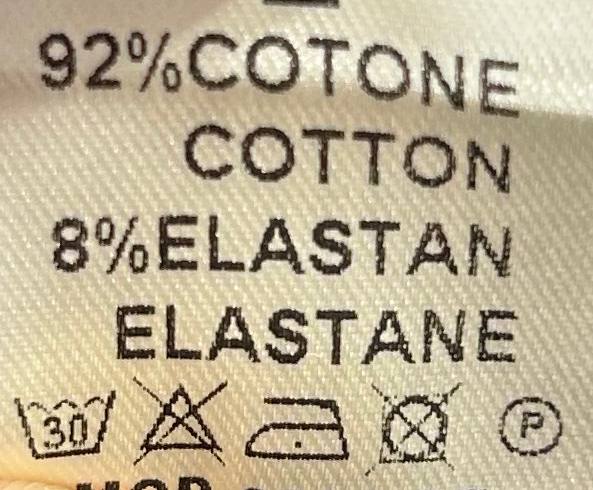 92%COTONE
COTTON
8%ELASTAN
ELASTANE
30 P